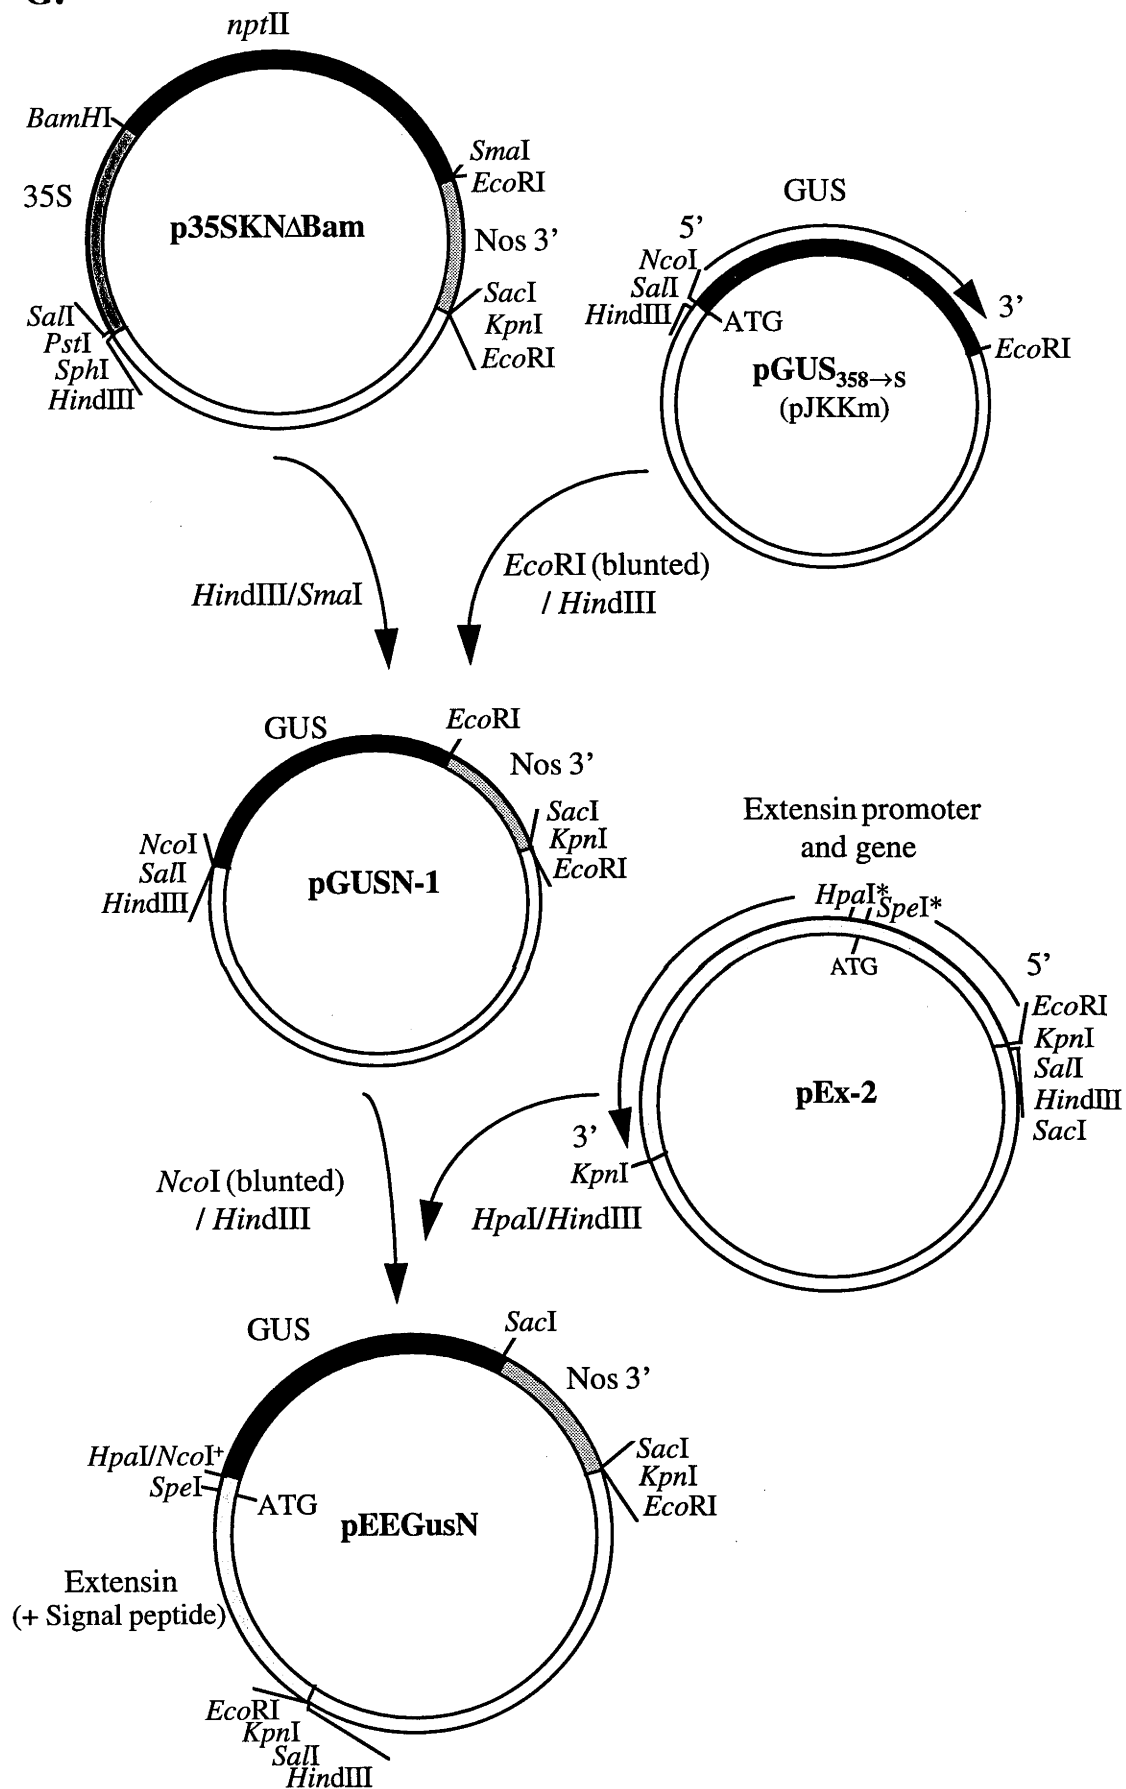 nptII
BamHI
SmaI
EcoRI
35S
p35SKNΔBam
Nos 3’
SacI
KpnI
EcoRI
SalI
PstI
SphI
HindIII
GUS
5’
NcoI
SalI
HindIII
ATG
3’
EcoRI
pGUS358→S
(pJKKm)
HindIII/SmaI
EcoRI (blunted)
/ HindIII
GUS
EcoRI
Nos 3’
SacI
KpnI
EcoRI
NcoI
SalI
HindIII
pGUSN-1
Extensin promoter
and gene
HpaI*
SpeI*
ATG
5’
EcoRI
KpnI
SalI
HindIII
SacI
pEx-2
3’
KpnI
NcoI (blunted)
/ HindIII
HpaI/HindIII
GUS
SacI
Nos 3’
HpaI/NcoI+
SpeI
ATG
SacI
KpnI
EcoRI
pEEGusN
Extensin
(+ Signal peptide)
EcoRI
KpnI
SalI
HindIII